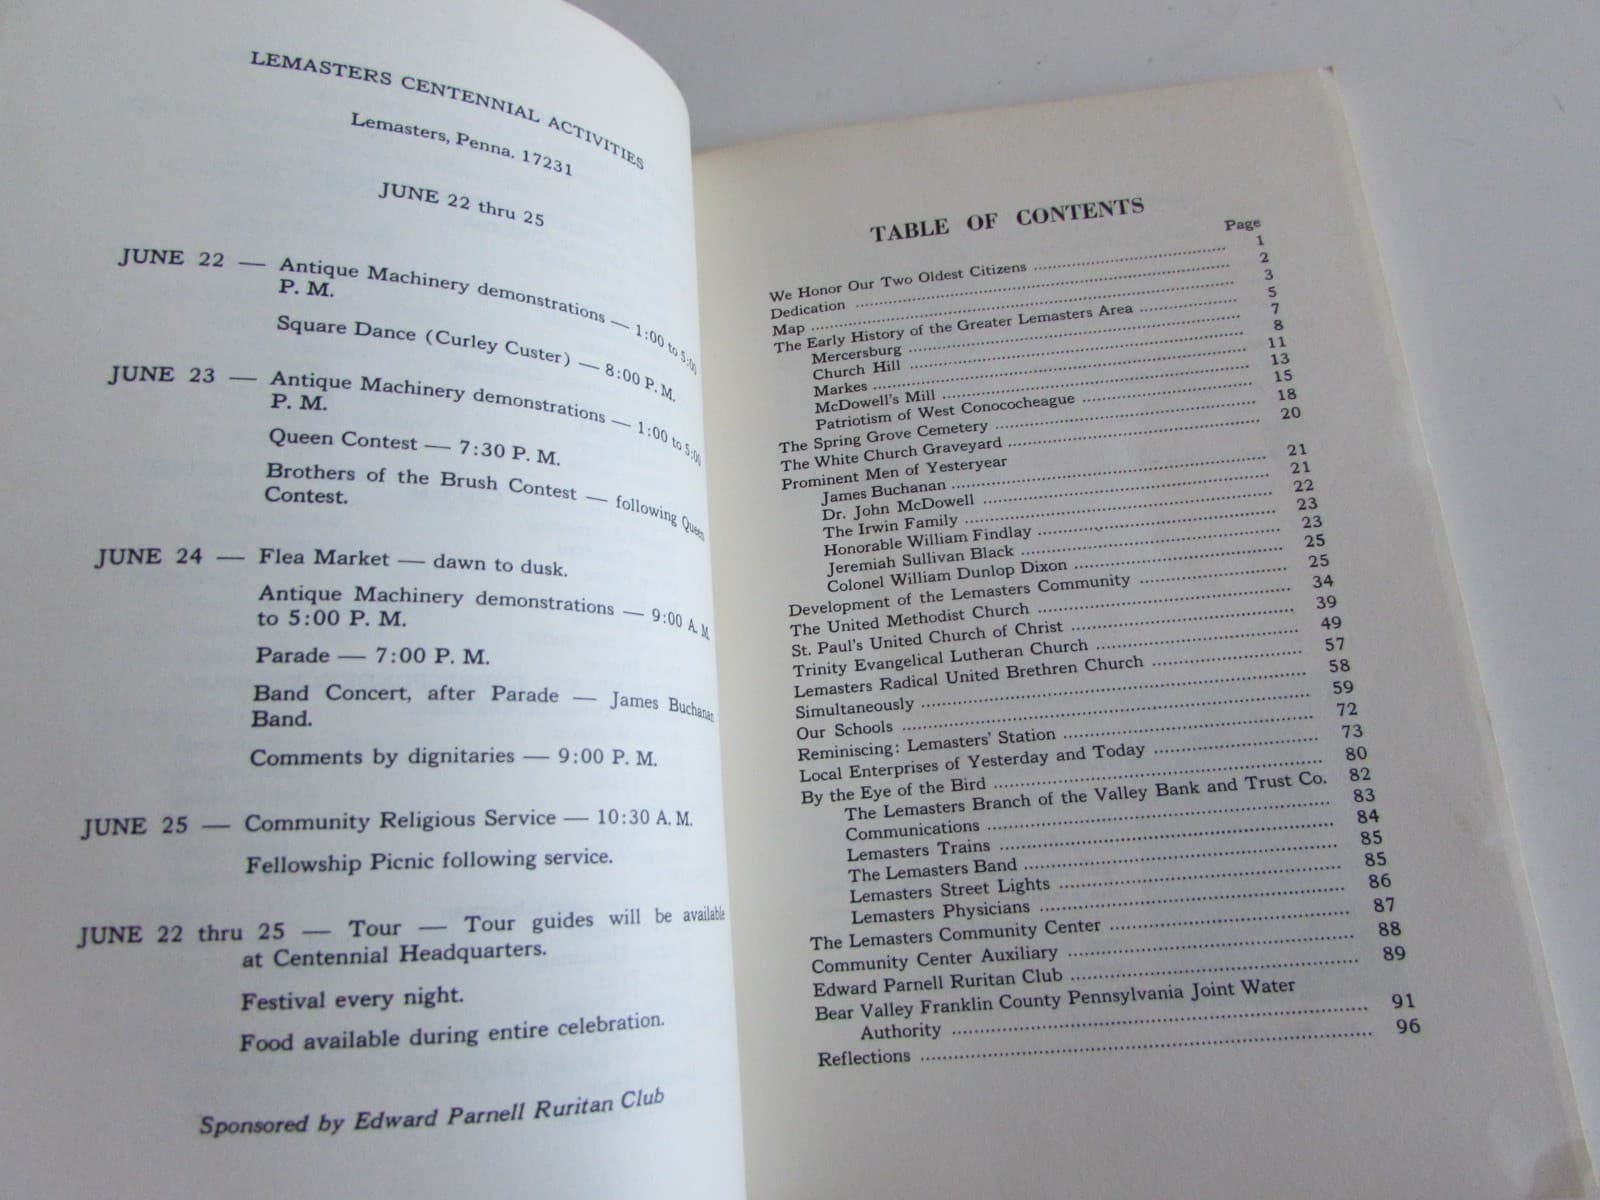 LEMASTERS CENTENNIAL ACTIVITIES
Lemasters, Penna. 17231
JUNE 22 thru 25
JUNE 22 — Antique Machinery demonstrations — 1:00 to 5:00
P. M.
Square Dance (Curley Custer) — 8:00 P. M.
JUNE 23 — Antique Machinery demonstrations — 1:00 to 5:00
P. M.
Queen Contest — 7:30 P. M.
Brothers of the Brush Contest — following Queen
Contest.
JUNE 24 — Flea Market — dawn to dusk.
Antique Machinery demonstrations — 9:00 A. M.
to 5:00 P. M.
Parade — 7:00 P. M.
Band Concert, after Parade — James Buchanan
Band.
Comments by dignitaries — 9:00 P. M.
JUNE 25 — Community Religious Service — 10:30 A. M.
Fellowship Picnic following service.
JUNE 22 thru 25 — Tour — Tour guides will be available
at Centennial Headquarters.
Festival every night.
Food available during entire celebration.
Sponsored by Edward Parnell Ruritan Club
TABLE OF CONTENTS
Page
We Honor Our Two Oldest Citizens ........ 1
Dedication ........ 2
Map ........ 3
The Early History of the Greater Lemasters Area ........ 5
Mercersburg ........ 7
Church Hill ........ 8
Markes ........ 11
McDowell's Mill ........ 13
Patriotism of West Conococheague ........ 15
The Spring Grove Cemetery ........ 18
The White Church Graveyard ........ 20
Prominent Men of Yesteryear
James Buchanan ........ 21
Dr. John McDowell ........ 21
The Irwin Family ........ 22
Honorable William Findlay ........ 23
Jeremiah Sullivan Black ........ 23
Colonel William Dunlop Dixon ........ 25
Development of the Lemasters Community ........ 25
The United Methodist Church ........ 34
St. Paul's United Church of Christ ........ 39
Trinity Evangelical Lutheran Church ........ 49
Lemasters Radical United Brethren Church ........ 57
Simultaneously ........ 58
Our Schools ........ 59
Reminiscing: Lemasters' Station ........ 72
Local Enterprises of Yesterday and Today ........ 73
By the Eye of the Bird ........ 80
The Lemasters Branch of the Valley Bank and Trust Co. 82
Communications ........ 83
Lemasters Trains ........ 84
The Lemasters Band ........ 85
Lemasters Street Lights ........ 85
Lemasters Physicians ........ 86
The Lemasters Community Center ........ 87
Community Center Auxiliary ........ 88
Edward Parnell Ruritan Club ........ 89
Bear Valley Franklin County Pennsylvania Joint Water
Authority ........ 91
Reflections ........ 96